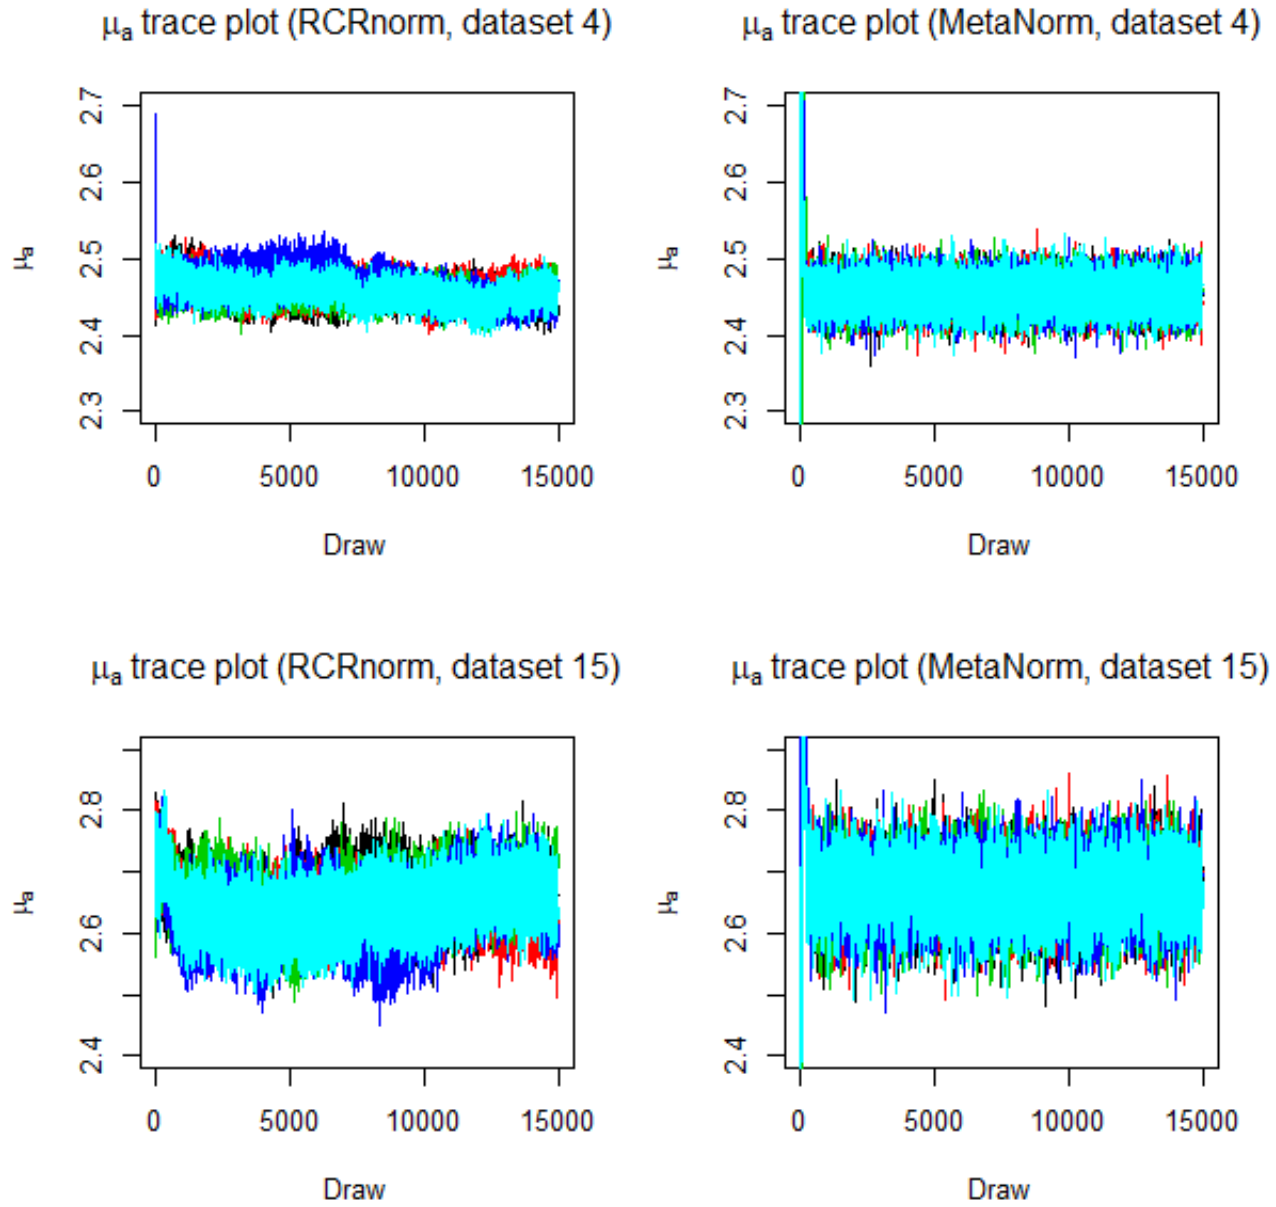 μa trace plot (RCRnorm, dataset 4)
μa trace plot (MetaNorm, dataset 4)
2.7
2.6
2.5
2.4
2.3
μa
0 5000 10000 15000
Draw
2.7
2.6
2.5
2.4
2.3
μa
0 5000 10000 15000
Draw
μa trace plot (RCRnorm, dataset 15)
μa trace plot (MetaNorm, dataset 15)
2.8
2.6
2.4
μa
0 5000 10000 15000
Draw
2.8
2.6
2.4
μa
0 5000 10000 15000
Draw